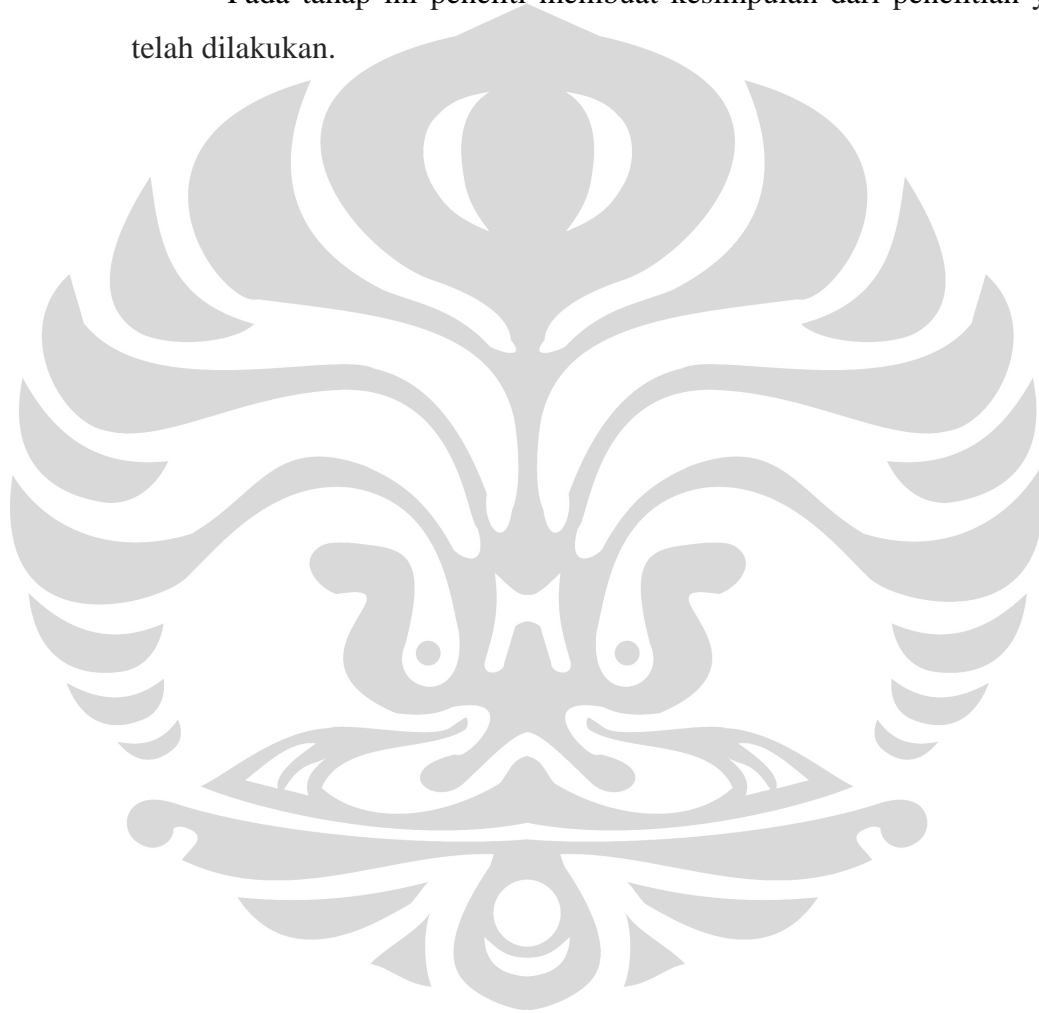 Pada tahap ini peneliti membuat kesimpulan dari penelitian
telah dilakukan.